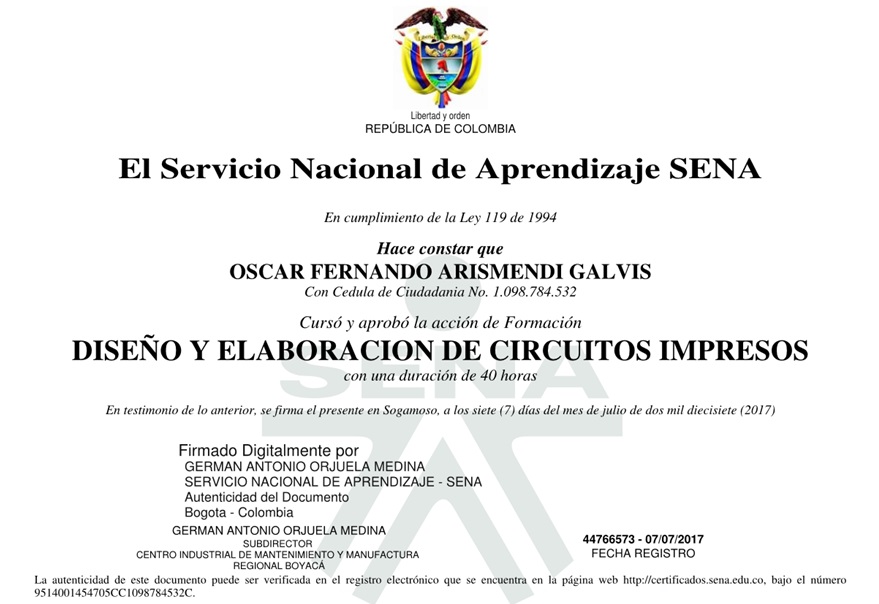 Libertad y orden
REPÚBLICA DE COLOMBIA
El Servicio Nacional de Aprendizaje SENA
En cumplimiento de la Ley 119 de 1994
Hace constar que
OSCAR FERNANDO ARISMENDI GALVIS
Con Cedula de Ciudadania No. 1.098.784.532
Cursó y aprobó la acción de Formación
DISEÑO Y ELABORACION DE CIRCUITOS IMPRESOS
con una duración de 40 horas
SENA
En testimonio de lo anterior, se firma el presente en Sogamoso, a los siete (7) días del mes de julio de dos mil diecisiete (2017)
Firmado Digitalmente por
GERMAN ANTONIO ORJUELA MEDINA
SERVICIO NACIONAL DE APRENDIZAJE - SENA
Autenticidad del Documento
Bogota - Colombia
GERMAN ANTONIO ORJUELA MEDINA
SUBDIRECTOR
CENTRO INDUSTRIAL DE MANTENIMIENTO Y MANUFACTURA
REGIONAL BOYACÁ
44766573 - 07/07/2017
FECHA REGISTRO
La autenticidad de este documento puede ser verificada en el registro electrónico que se encuentra en la página web http://certificados.sena.edu.co, bajo el número
9514001454705CC1098784532C.